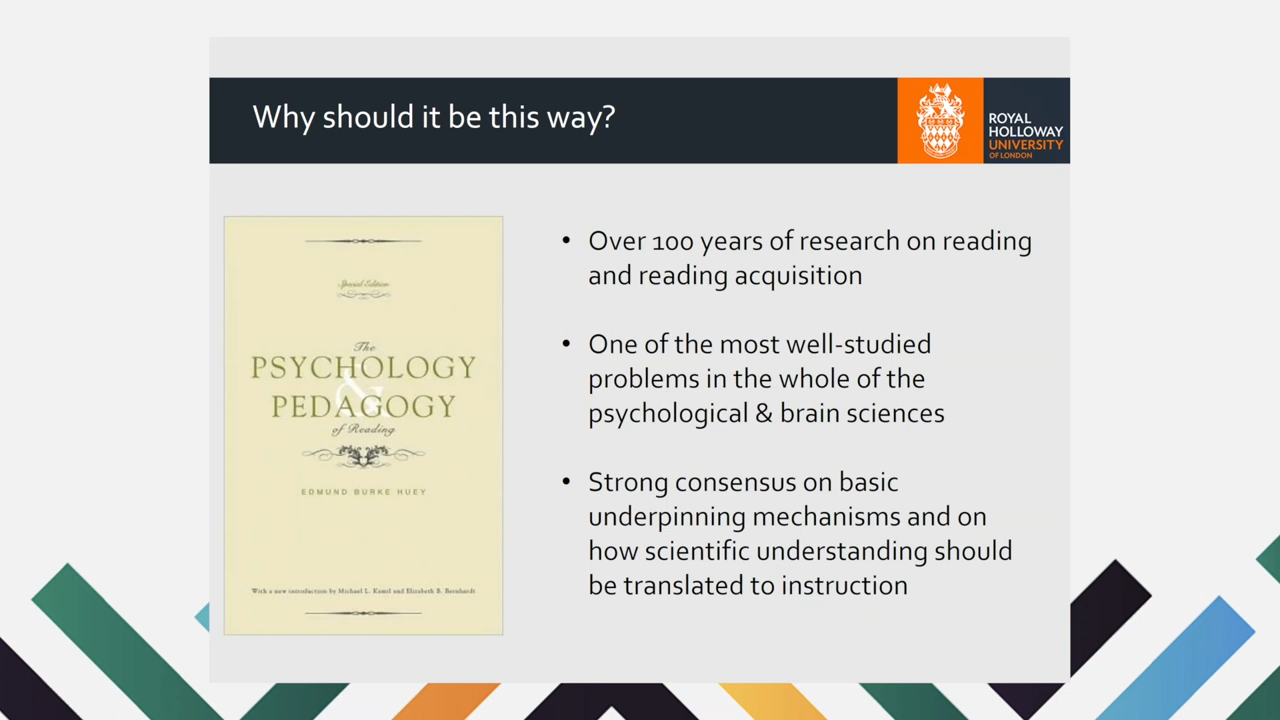 Why should it be this way?
ROYAL
HOLLOWAY
UNIVERSITY
OF LONDON
Special Edition
The
PSYCHOLOGY
&
PEDAGOGY
of Reading
EDMUND BURKE HUEY
With a new introduction by Michael L. Kamil and Elizabeth B. Bernhardt
• Over 100 years of research on reading
and reading acquisition
• One of the most well-studied
problems in the whole of the
psychological & brain sciences
• Strong consensus on basic
underpinning mechanisms and on
how scientific understanding should
be translated to instruction